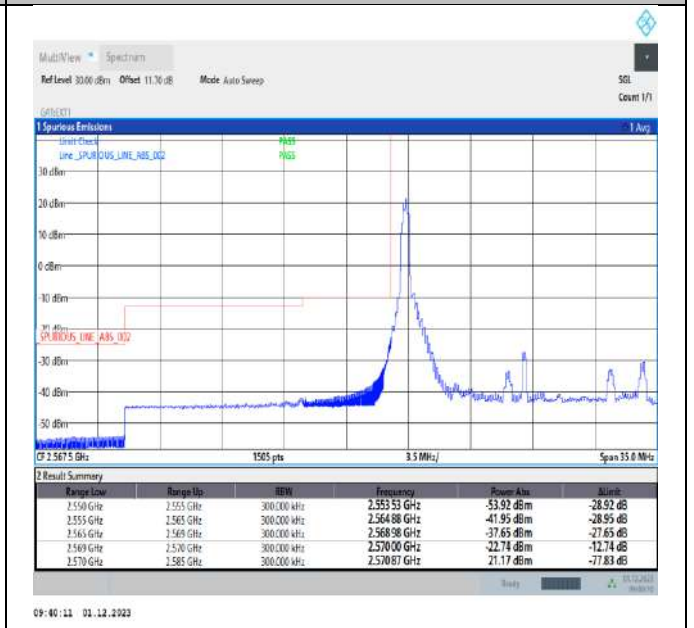 MultiView Spectrum
Ref Level 30.00 dBm Offset 11.70 dB Mode Auto Sweep SGL
Count 1/1
1 Spurious Emissions 1 Avg
Limit Check PASS
Line _SPURIOUS_LINE_ABS_002 PASS
30 dBm
20 dBm
10 dBm
0 dBm
-10 dBm
-20 dBm
_SPURIOUS_LINE_ABS_002
-30 dBm
-40 dBm
-50 dBm
CF 2.5675 GHz 1505 pts 3.5 MHz/ Span 35.0 MHz
2 Result Summary
Range Low Range Up RBW Frequency Power Abs ΔLimit
2.550 GHz 2.555 GHz 300.000 kHz 2.55353 GHz -53.92 dBm -28.92 dB
2.555 GHz 2.565 GHz 300.000 kHz 2.56488 GHz -41.95 dBm -28.95 dB
2.565 GHz 2.569 GHz 300.000 kHz 2.56898 GHz -37.65 dBm -27.65 dB
2.569 GHz 2.570 GHz 300.000 kHz 2.57000 GHz -22.74 dBm -12.74 dB
2.570 GHz 2.585 GHz 300.000 kHz 2.57087 GHz 21.17 dBm -77.83 dB
Ready
09:40:11 01.12.2023